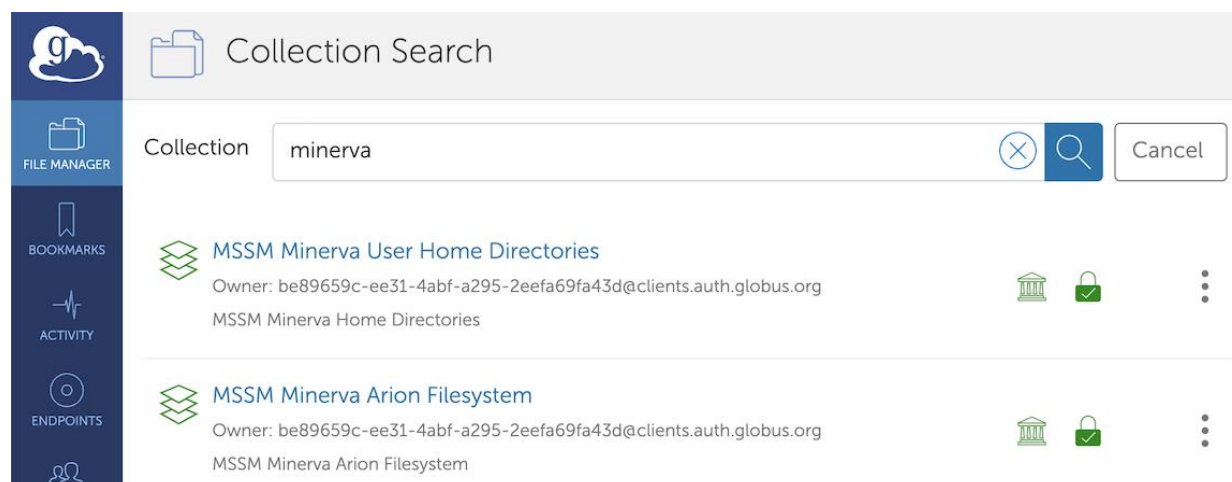 g
Collection Search
FILE MANAGER
Collection
minerva
Cancel
BOOKMARKS
MSSM Minerva User Home Directories
Owner: be89659c-ee31-4abf-a295-2eefa69fa43d@clients.auth.globus.org
MSSM Minerva Home Directories
ACTIVITY
MSSM Minerva Arion Filesystem
ENDPOINTS
Owner: be89659c-ee31-4abf-a295-2eefa69fa43d@clients.auth.globus.org
MSSM Minerva Arion Filesystem